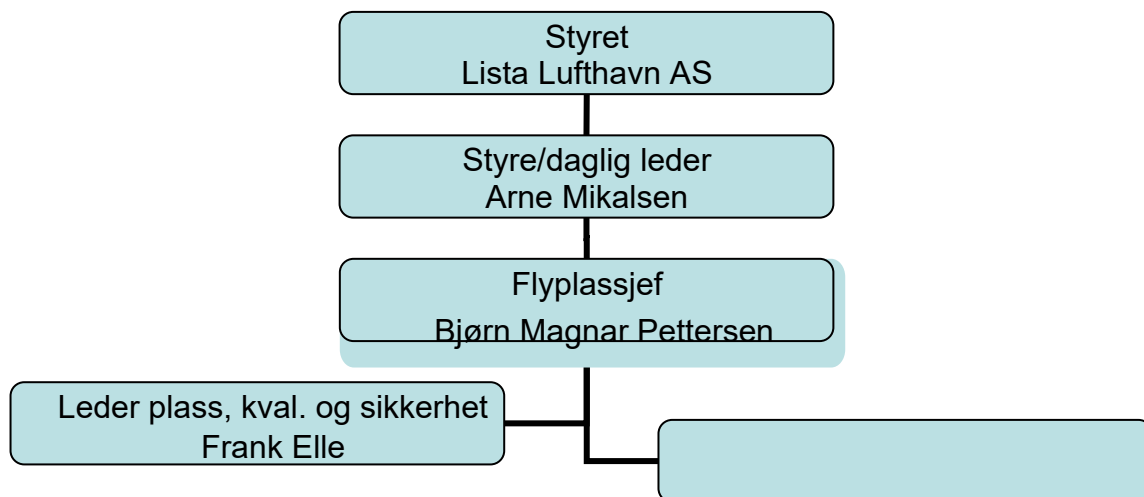 Styret
Lista Lufthavn AS
Styre/daglig leder
Arne Mikalsen
Flyplassjef
Bjørn Magnar Pettersen
Leder plass, kval. og sikkerhet
Frank Elle